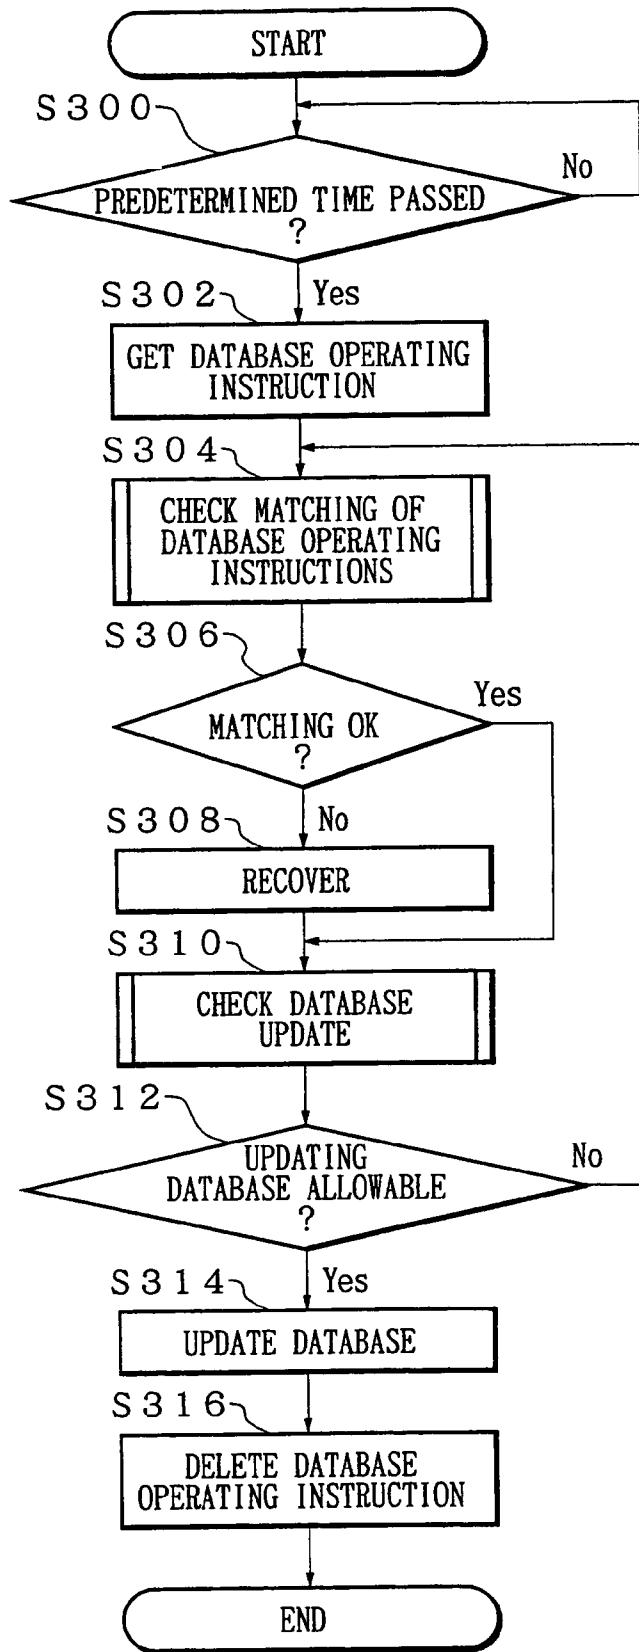 START
S300
No
PREDETERMINED TIME PASSED
?
S302
Yes
GET DATABASE OPERATING
INSTRUCTION
S304
CHECK MATCHING OF
DATABASE OPERATING
INSTRUCTIONS
S306
Yes
MATCHING OK
?
S308
No
RECOVER
S310
CHECK DATABASE
UPDATE
S312
UPDATING
DATABASE ALLOWABLE
?
No
S314
Yes
UPDATE DATABASE
S316
DELETE DATABASE
OPERATING INSTRUCTION
END